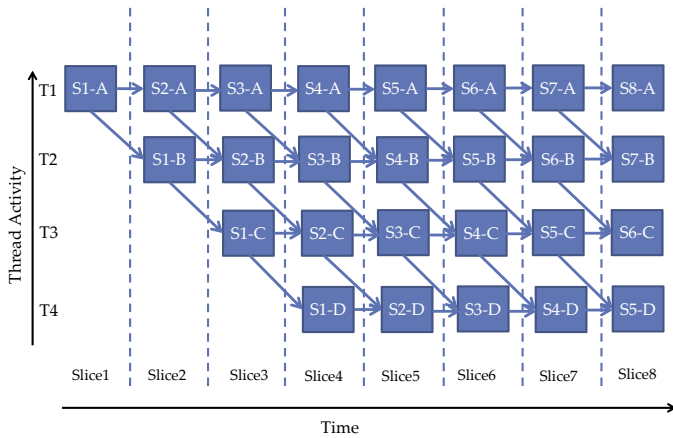 T1 S1-A S2-A S3-A S4-A S5-A S6-A S7-A S8-A
T2 S1-B S2-B S3-B S4-B S5-B S6-B S7-B
T3 S1-C S2-C S3-C S4-C S5-C S6-C
T4 S1-D S2-D S3-D S4-D S5-D
Thread Activity
Slice1 Slice2 Slice3 Slice4 Slice5 Slice6 Slice7 Slice8
Time